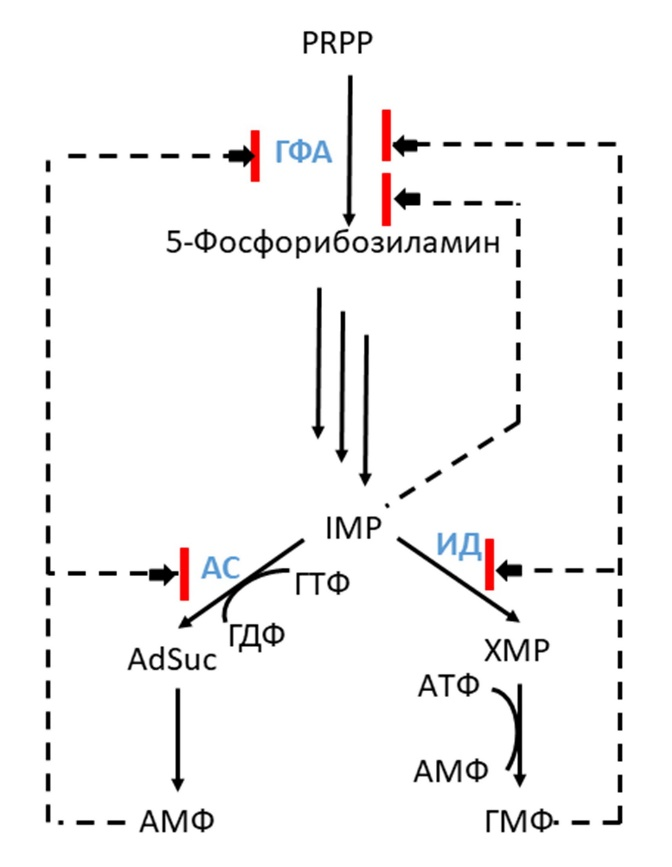 PRPP
ГФА
5-Фосфорибозиламин
IMP
АС
ИД
ГТФ
ГДФ
AdSuc
XMP
АТФ
АМФ
АМФ
ГМФ